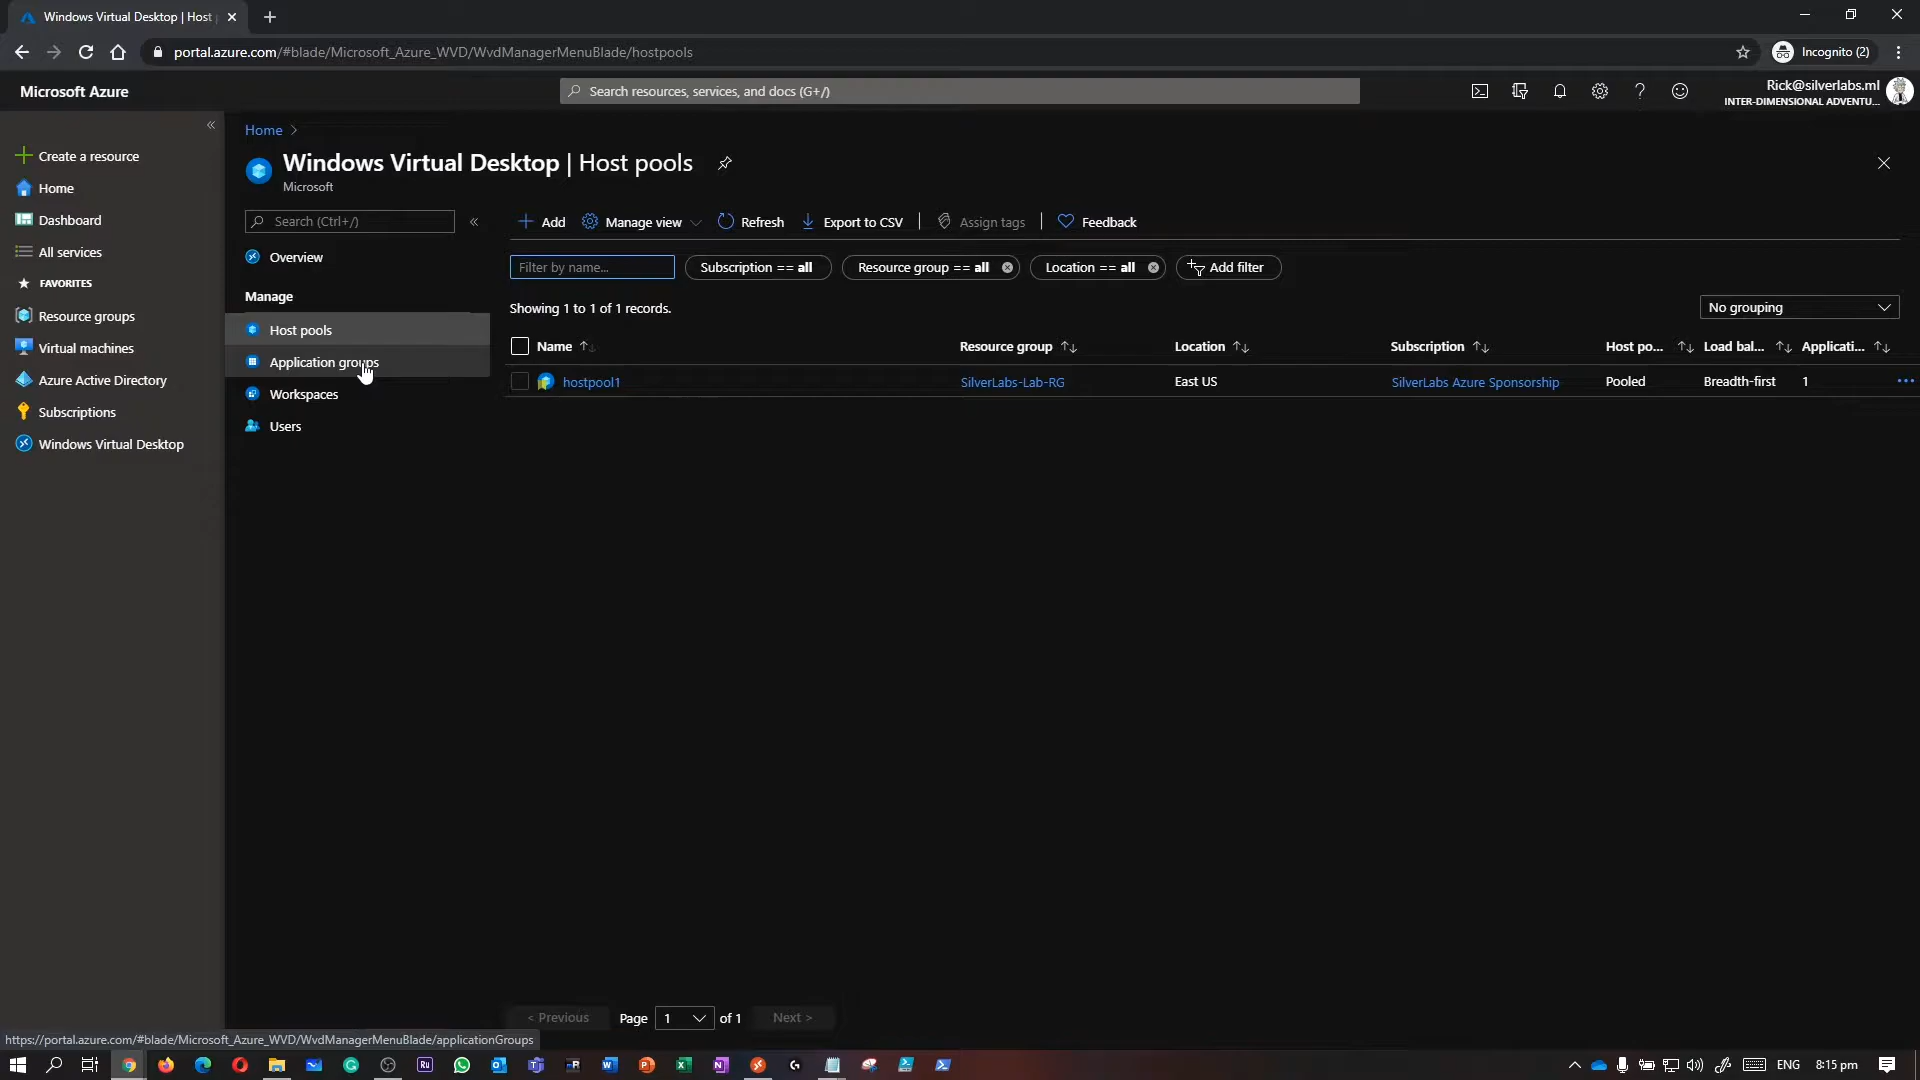 Windows Virtual Desktop | Host
portal.azure.com/#blade/Microsoft_Azure_WVD/WvdManagerMenuBlade/hostpools
Incognito (2)
Microsoft Azure
Search resources, services, and docs (G+/)
Rick@silverlabs.ml
INTER-DIMENSIONAL ADVENTU...
Create a resource
Home
Dashboard
All services
FAVORITES
Resource groups
Virtual machines
Azure Active Directory
Subscriptions
Windows Virtual Desktop
Home
Windows Virtual Desktop | Host pools
Microsoft
Search (Ctrl+/)
Overview
Manage
Host pools
Application groups
Workspaces
Users
Add
Manage view
Refresh
Export to CSV
Assign tags
Feedback
Filter by name...
Subscription == all
Resource group == all
Location == all
Add filter
Showing 1 to 1 of 1 records.
No grouping
Name
Resource group
Location
Subscription
Host po...
Load bal...
Applicati...
hostpool1
SilverLabs-Lab-RG
East US
SilverLabs Azure Sponsorship
Pooled
Breadth-first
1
< Previous
Page
1
of 1
Next >
https://portal.azure.com/#blade/Microsoft_Azure_WVD/WvdManagerMenuBlade/applicationGroups
ENG
8:15 pm